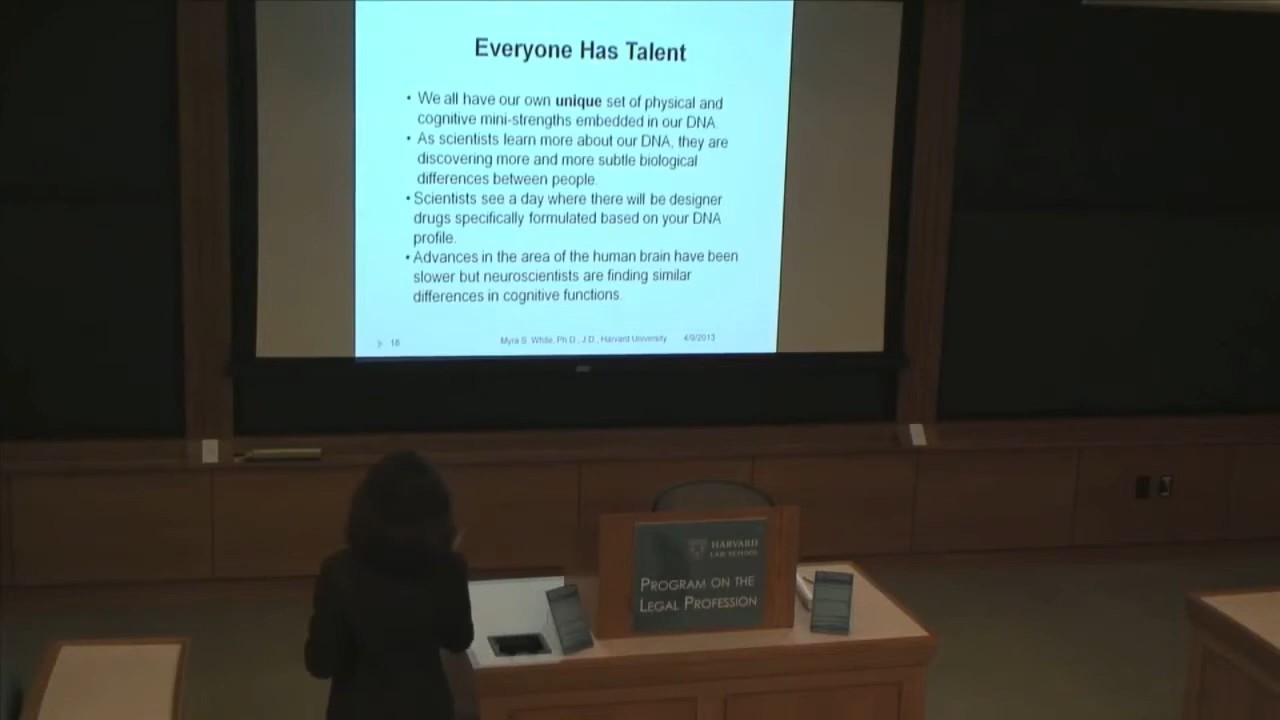 Everyone Has Talent
• We all have our own unique set of physical and
cognitive mini-strengths embedded in our DNA.
• As scientists learn more about our DNA, they are
discovering more and more subtle biological
differences between people.
• Scientists see a day where there will be designer
drugs specifically formulated based on your DNA
profile.
• Advances in the area of the human brain have been
slower but neuroscientists are finding similar
differences in cognitive functions.
18
Myra S. White, Ph.D., J.D., Harvard University 4/9/2013
HARVARD
LAW SCHOOL
PROGRAM ON THE
LEGAL PROFESSION